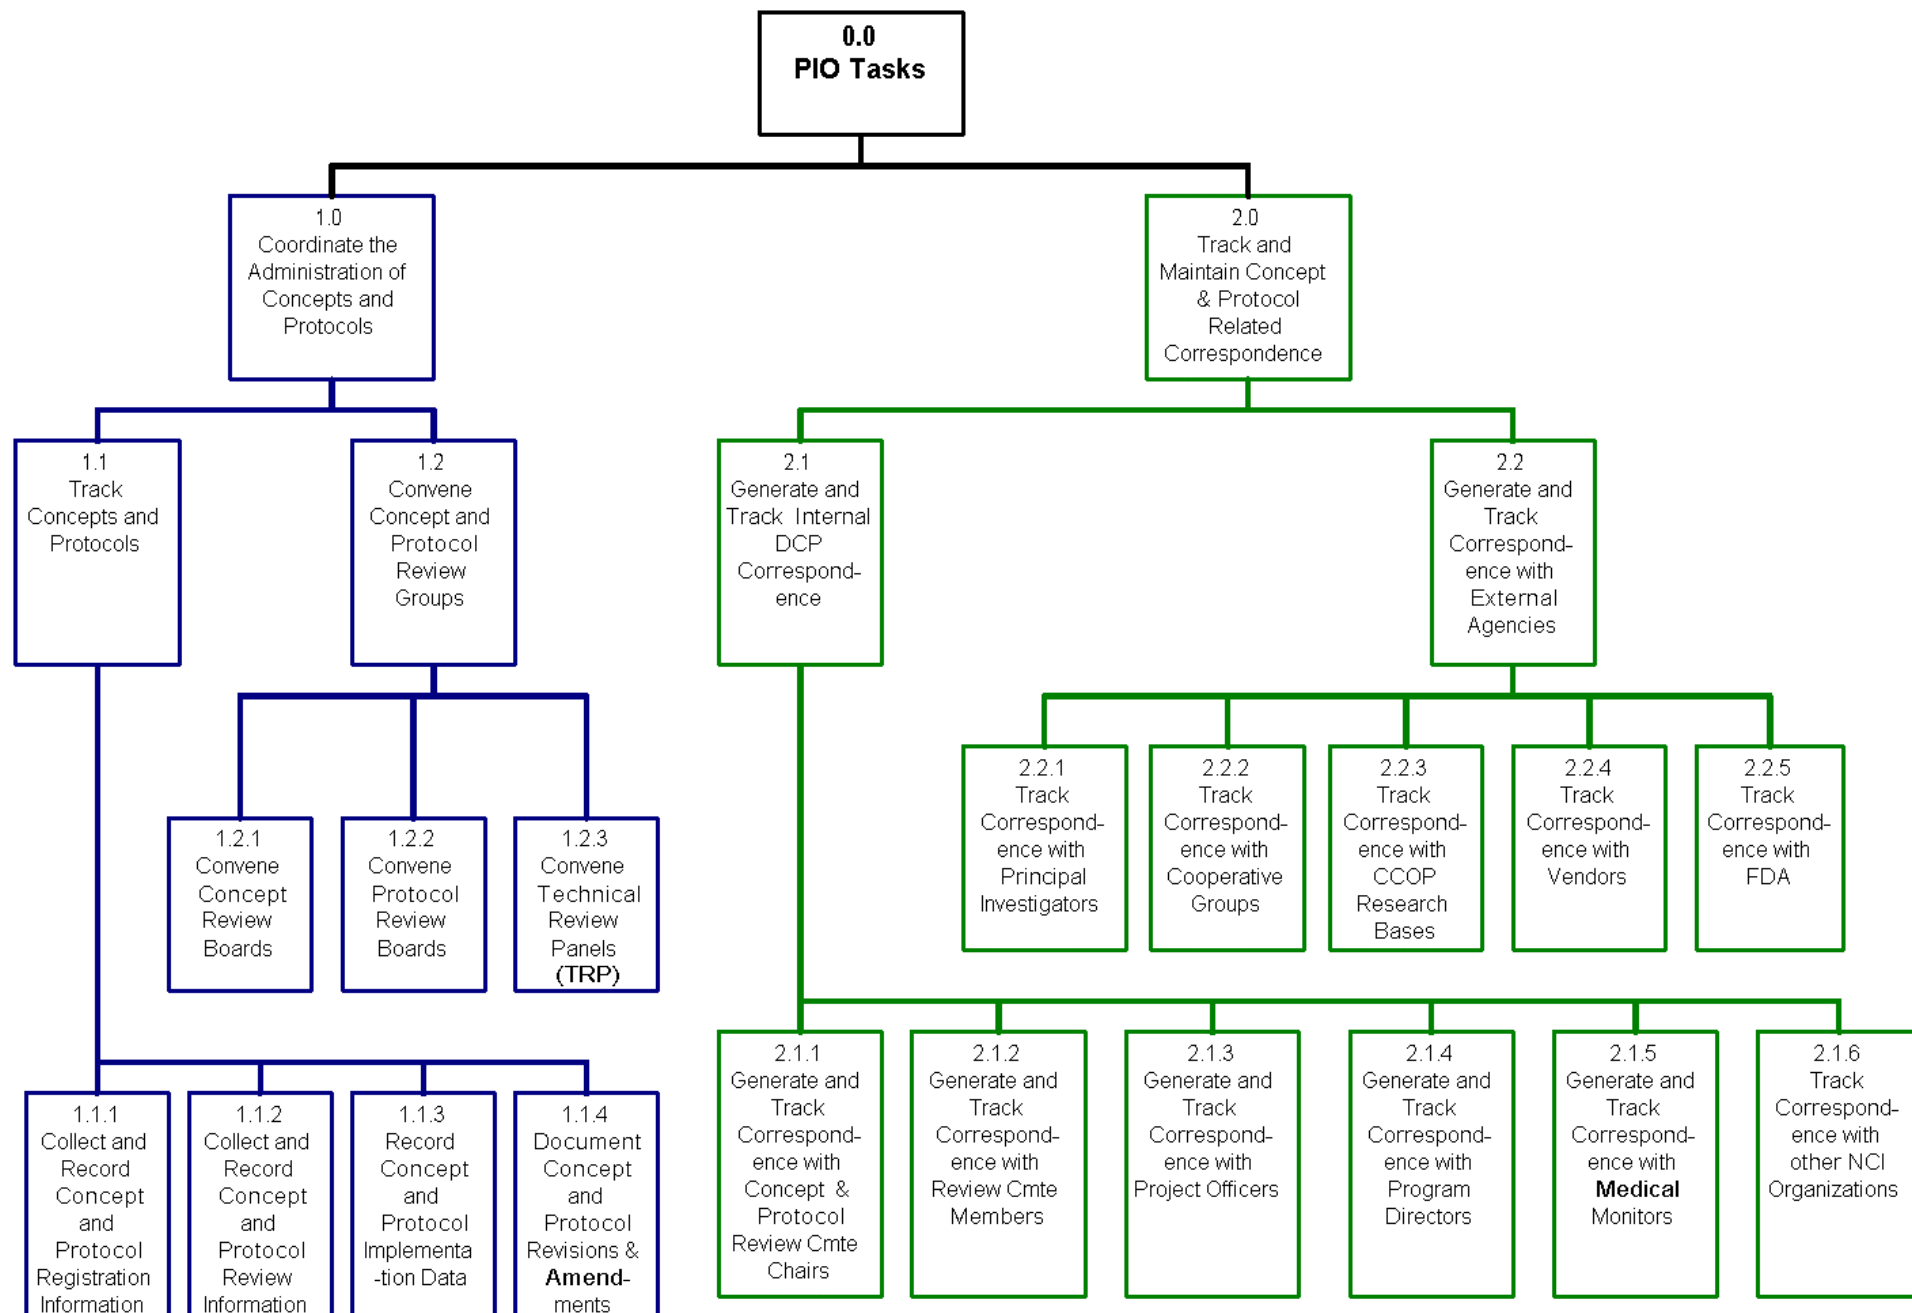 0.0
PIO Tasks
1.0
Coordinate the
Administration of
Concepts and
Protocols
2.0
Track and
Maintain Concept
& Protocol
Related
Correspondence
1.1
Track
Concepts and
Protocols
1.2
Convene
Concept and
Protocol
Review
Groups
2.1
Generate and
Track Internal
DCP
Correspond-
ence
2.2
Generate and
Track
Correspond-
ence with
External
Agencies
1.2.1
Convene
Concept
Review
Boards
1.2.2
Convene
Protocol
Review
Boards
1.2.3
Convene
Technical
Review
Panels
(TRP)
2.2.1
Track
Correspond-
ence with
Principal
Investigators
2.2.2
Track
Correspond-
ence with
Cooperative
Groups
2.2.3
Track
Correspond-
ence with
CCOP
Research
Bases
2.2.4
Track
Correspond-
ence with
Vendors
2.2.5
Track
Correspond-
ence with
FDA
1.1.1
Collect and
Record
Concept
and
Protocol
Registration
Information
1.1.2
Collect and
Record
Concept
and
Protocol
Review
Information
1.1.3
Record
Concept
and
Protocol
Implementa
-tion Data
1.1.4
Document
Concept
and
Protocol
Revisions &
Amend-
ments
2.1.1
Generate and
Track
Correspond-
ence with
Concept &
Protocol
Review Cmte
Chairs
2.1.2
Generate and
Track
Correspond-
ence with
Review Cmte
Members
2.1.3
Generate and
Track
Correspond-
ence with
Project Officers
2.1.4
Generate and
Track
Correspond-
ence with
Program
Directors
2.1.5
Generate and
Track
Correspond-
ence with
Medical
Monitors
2.1.6
Track
Correspond-
ence with
other NCI
Organizations